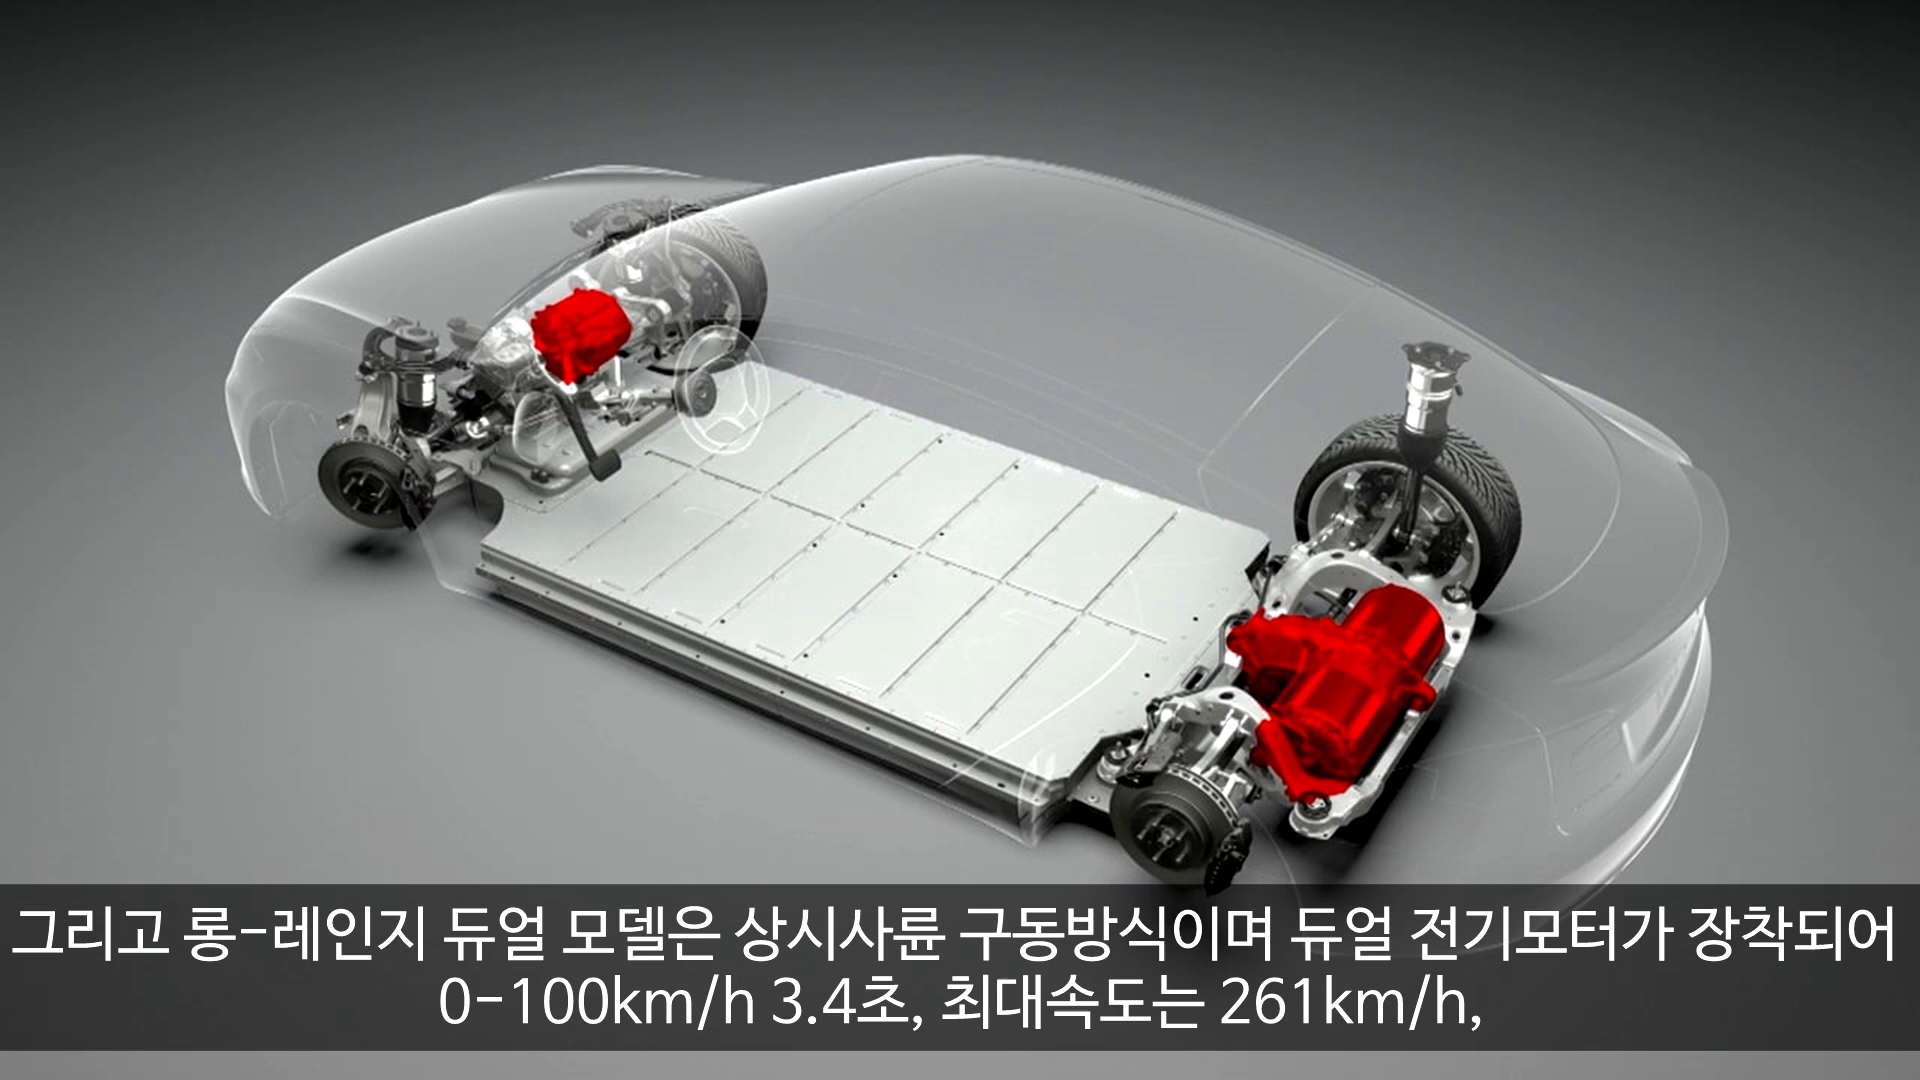 그리고 롱-레인지 듀얼 모델은 상시사륜 구동방식이며 듀얼 전기모터가 장착되어
0-100km/h 3.4초, 최대속도는 261km/h,